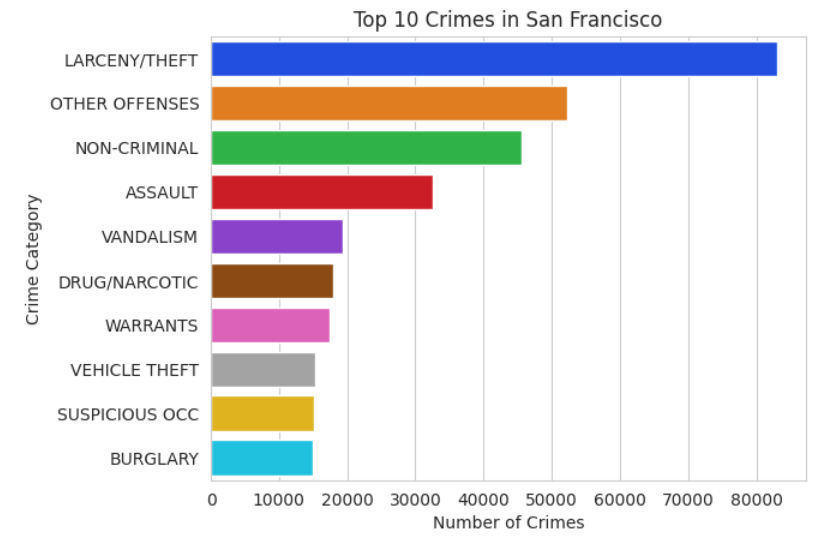 Top 10 Crimes in San Francisco
LARCENY/THEFT
OTHER OFFENSES
NON-CRIMINAL
ASSAULT
VANDALISM
DRUG/NARCOTIC
WARRANTS
VEHICLE THEFT
SUSPICIOUS OCC
BURGLARY
Crime Category
0 10000 20000 30000 40000 50000 60000 70000 80000
Number of Crimes